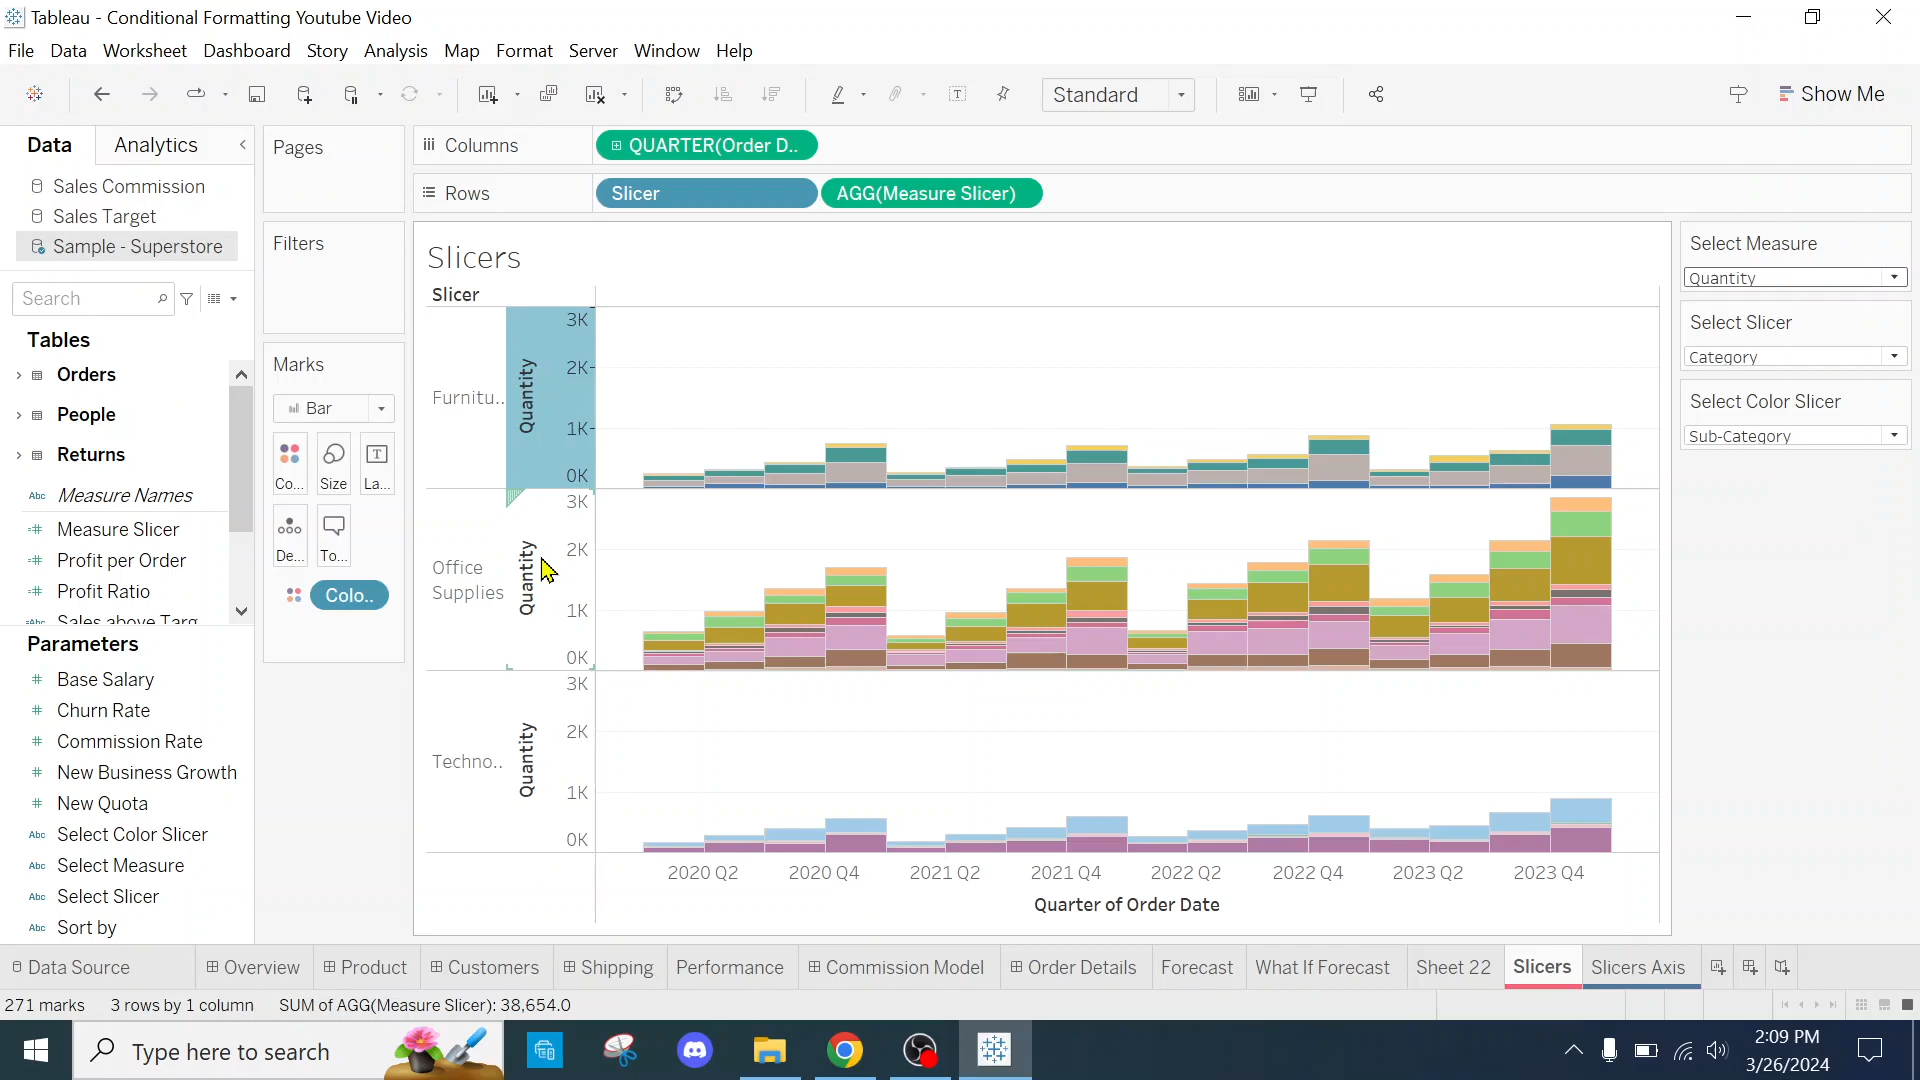 Tableau - Conditional Formatting Youtube Video
File Data Worksheet Dashboard Story Analysis Map Format Server Window Help
Standard
Show Me
Data
Analytics
Sales Commission
Sales Target
Sample - Superstore
Search
Tables
Orders
People
Returns
Abc Measure Names
Measure Slicer
Profit per Order
Profit Ratio
Parameters
# Base Salary
# Churn Rate
# Commission Rate
# New Business Growth
# New Quota
Abc Select Color Slicer
Abc Select Measure
Abc Select Slicer
Abc Sort by
Pages
Filters
Marks
Bar
Co...
Size
La...
De...
To...
Colo..
Columns
QUARTER(Order D..
Rows
Slicer
AGG(Measure Slicer)
Slicers
Slicer
Furnitu..
Quantity
3K
2K
1K
0K
Office
Supplies
Quantity
3K
2K
1K
0K
Techno..
Quantity
3K
2K
1K
0K
2020 Q2
2020 Q4
2021 Q2
2021 Q4
2022 Q2
2022 Q4
2023 Q2
2023 Q4
Quarter of Order Date
Select Measure
Quantity
Select Slicer
Category
Select Color Slicer
Sub-Category
Data Source
Overview
Product
Customers
Shipping
Performance
Commission Model
Order Details
Forecast
What If Forecast
Sheet 22
Slicers
Slicers Axis
271 marks
3 rows by 1 column
SUM of AGG(Measure Slicer): 38,654.0
Type here to search
2:09 PM
3/26/2024